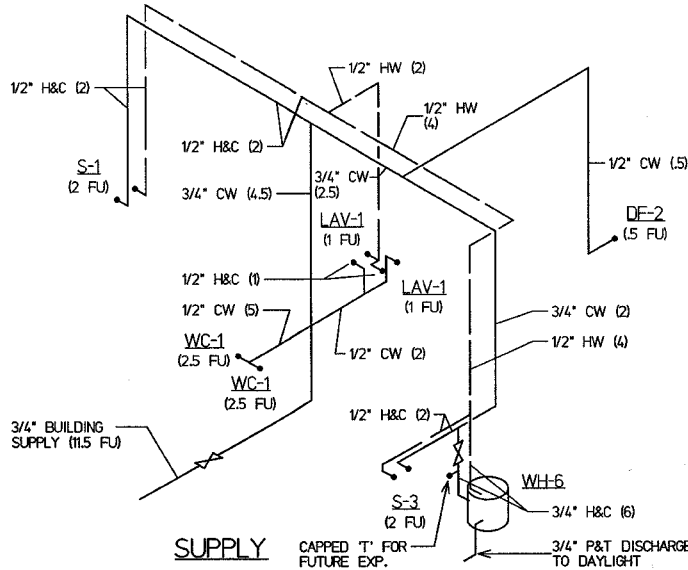 1/2" HW (2)
1/2" H&C (2)
1/2" HW
(4)
1/2" H&C (2)
S-1
(2 FU)
3/4" CW (4.5)
3/4" CW
(2.5)
1/2" CW (.5)
LAV-1
(1 FU)
DF-2
(.5 FU)
1/2" H&C (1)
LAV-1
(1 FU)
1/2" CW (5)
3/4" CW (2)
WC-1
(2.5 FU)
1/2" CW (2)
1/2" HW (4)
WC-1
(2.5 FU)
1/2" H&C (2)
3/4" BUILDING
SUPPLY (11.5 FU)
WH-6
S-3
(2 FU)
3/4" H&C (6)
SUPPLY
CAPPED 'T' FOR
FUTURE EXP.
3/4" P&T DISCHARGE
TO DAYLIGHT